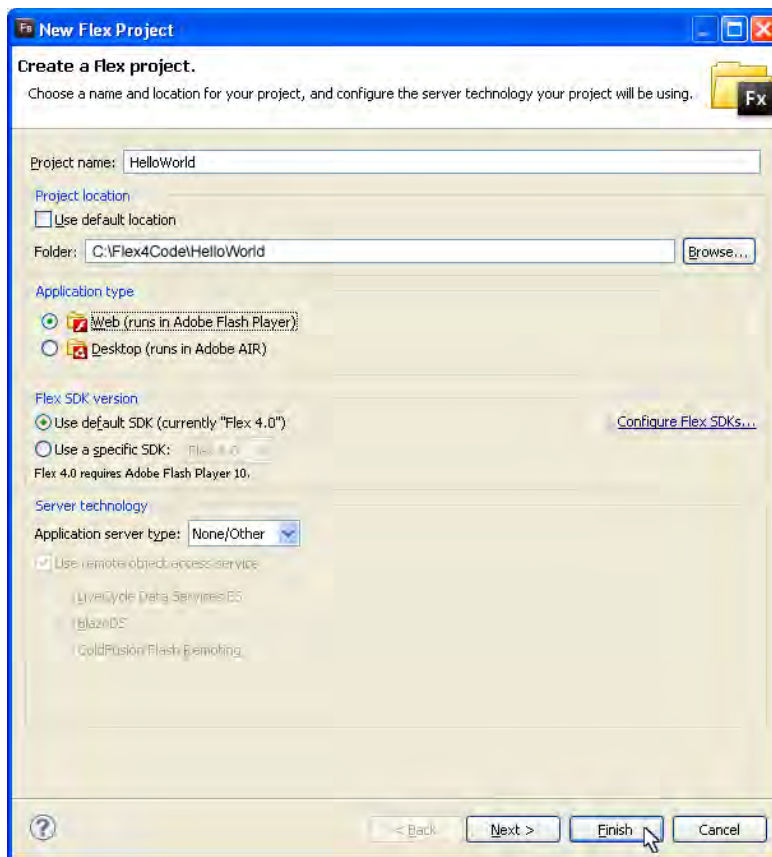 Fb New Flex Project
Create a Flex project.
Choose a name and location for your project, and configure the server technology your project will be using.
Fx
Project name: HelloWorld
Project location
Use default location
Folder: C:\Flex4Code\HelloWorld Browse...
Application type
Web (runs in Adobe Flash Player)
Desktop (runs in Adobe AIR)
Flex SDK version
Use default SDK (currently "Flex 4.0") Configure Flex SDKs...
Use a specific SDK: Flex 4.0
Flex 4.0 requires Adobe Flash Player 10.
Server technology
Application server type: None/Other
Use remote object access service
LiveCycle Data Services ES
BlazeDS
ColdFusion Flash Remoting
? < Back Next > Finish Cancel